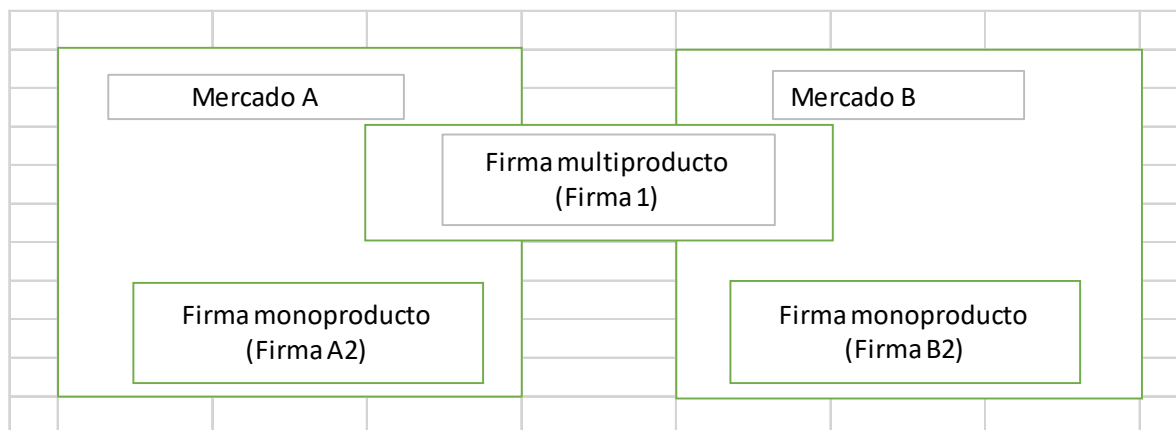 Mercado A
Mercado B
Firma multiproducto
(Firma 1)
Firma monoproducto
(Firma A2)
Firma monoproducto
(Firma B2)